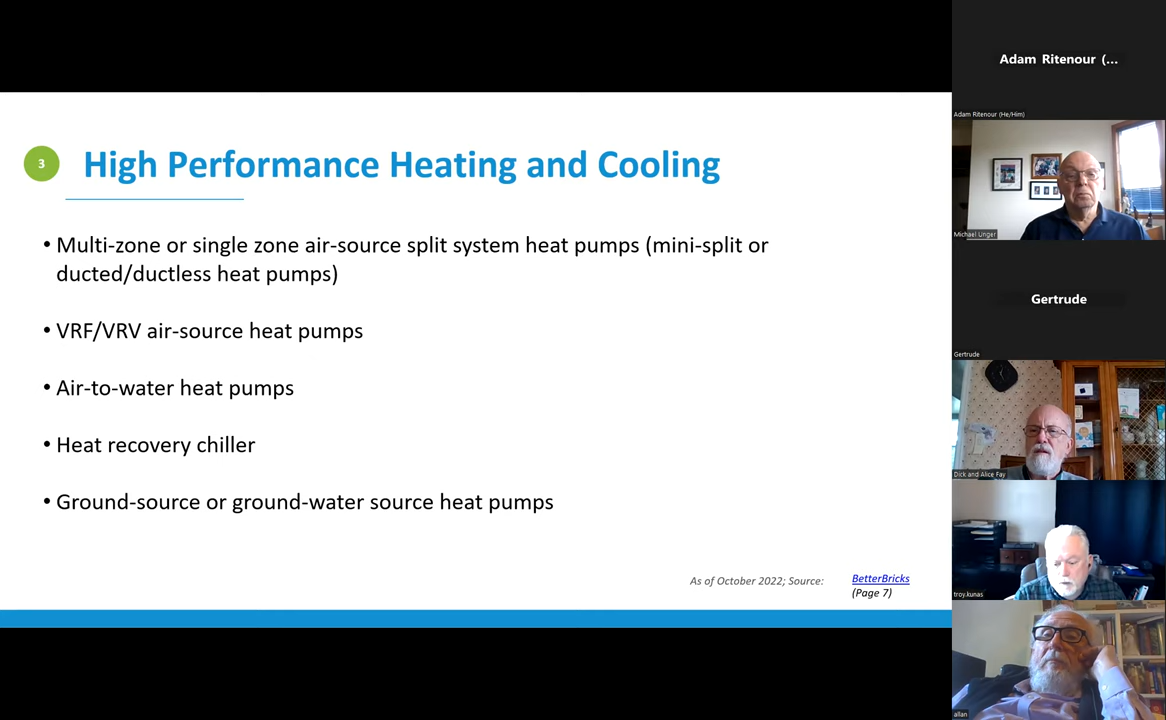 3
High Performance Heating and Cooling
• Multi-zone or single zone air-source split system heat pumps (mini-split or
ducted/ductless heat pumps)
• VRF/VRV air-source heat pumps
• Air-to-water heat pumps
• Heat recovery chiller
• Ground-source or ground-water source heat pumps
As of October 2022; Source: BetterBricks
(Page 7)
Adam Ritenour (...
Adam Ritenour (He/Him)
Michael Unger
Gertrude
Gertrude
Dick and Alice Fay
troy.kunas
allan